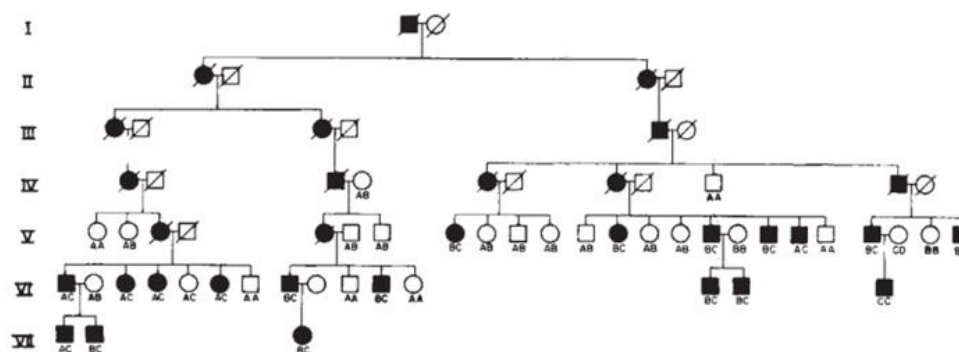 I
II
III
IV
AB AA
V
AA AB AB AB BC AB AB AB AB BC AB AB BC BB BC AC AA BC CD BB
VI
AC AB AC AC AC AC AA BC AA BC AA BC BC CC
VII
AC BC BC